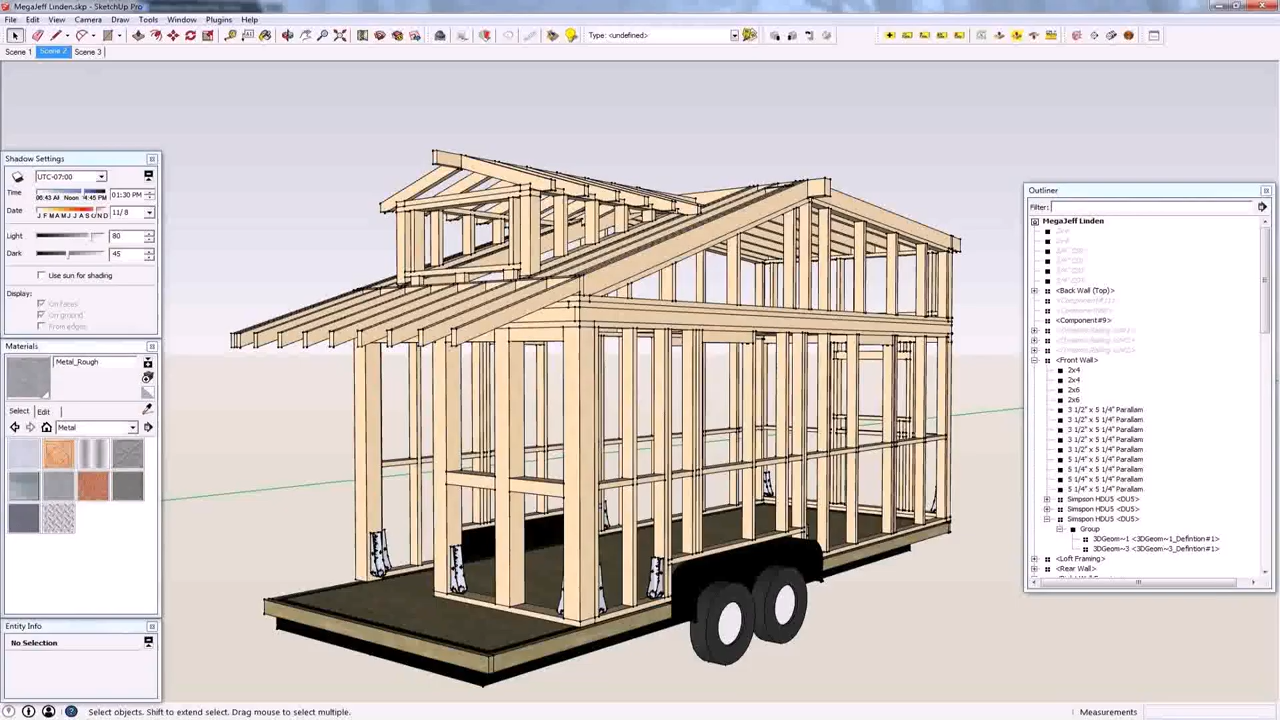 MegaJeff Linden.skp - SketchUp Pro
File Edit View Camera Draw Tools Window Plugins Help
Type: <undefined>
Scene 1 Scene 2 Scene 3
Shadow Settings
UTC-07:00
Time
06:43 AM Noon 4:45 PM
01:30 PM
Date
J F M A M J J A S O N D
11/ 8
Light
80
Dark
45
Use sun for shading
Display:
On faces
On ground
From edges
Materials
Metal_Rough
Select Edit
Metal
Entity Info
No Selection
Outliner
Filter:
MegaJeff Linden
<Back Wall (Top)>
<Component#9>
<Front Wall>
2x4
2x4
2x6
2x6
3 1/2" x 5 1/4" Parallam
3 1/2" x 5 1/4" Parallam
3 1/2" x 5 1/4" Parallam
3 1/2" x 5 1/4" Parallam
3 1/2" x 5 1/4" Parallam
5 1/4" x 5 1/4" Parallam
5 1/4" x 5 1/4" Parallam
5 1/4" x 5 1/4" Parallam
5 1/4" x 5 1/4" Parallam
Simpson HDU5 <DU5>
Simspon HDU5 <DU5>
Simspon HDU5 <DU5>
Group
3DGeom~1 <3DGeom~1_Defintion#1>
3DGeom~3 <3DGeom~3_Defintion#1>
<Loft Framing>
<Rear Wall>
Select objects. Shift to extend select. Drag mouse to select multiple.
Measurements